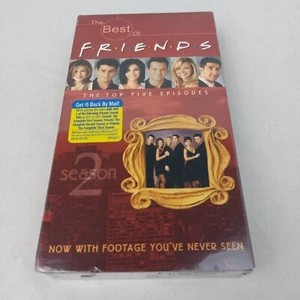 The
Best Of
F·R·I·E·N·D·S
THE TOP FIVE EPISODES
Get $5 Back By Mail!
2
season
NOW WITH FOOTAGE YOU'VE NEVER SEEN